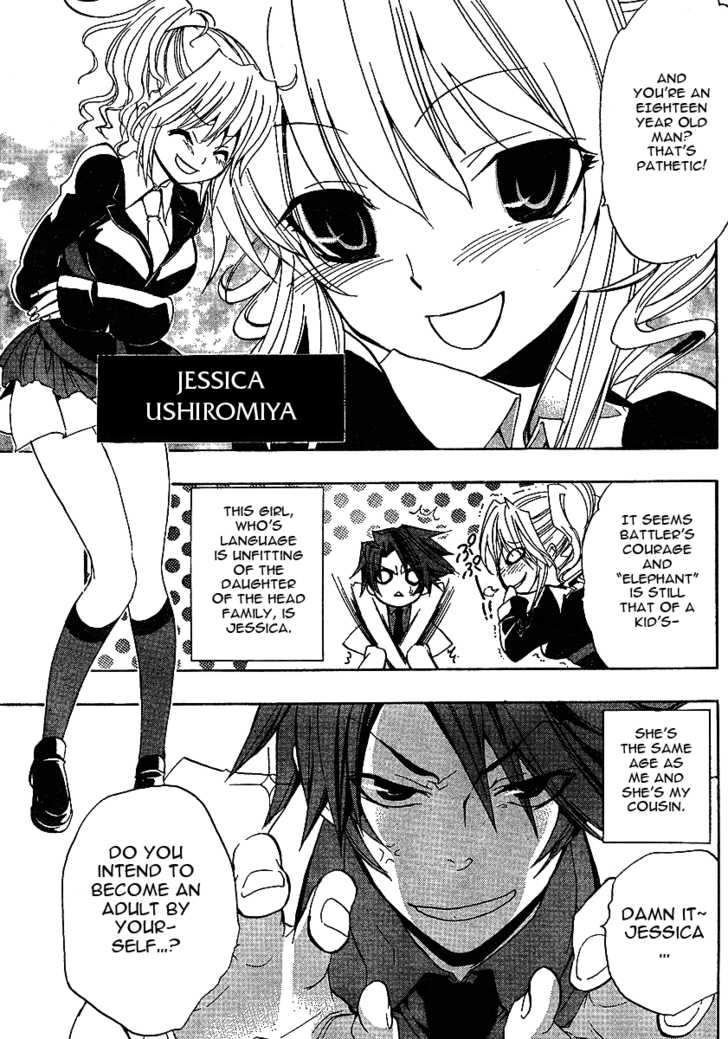 AND
YOU'RE AN
EIGHTEEN
YEAR OLD
MAN?
THAT'S
PATHETIC!
JESSICA
USHIROMIYA
IT SEEMS
BATTLER'S
COURAGE
AND
"ELEPHANT"
IS STILL
THAT OF A
KID'S~
THIS GIRL,
WHO'S
LANGUAGE
IS UNFITTING
OF THE
DAUGHTER
OF THE HEAD
FAMILY, IS
JESSICA.
SHE'S
THE SAME
AGE AS
ME AND
SHE'S MY
COUSIN.
DAMN IT~
JESSICA
...
DO YOU
INTEND TO
BECOME AN
ADULT BY
YOUR-
SELF...?